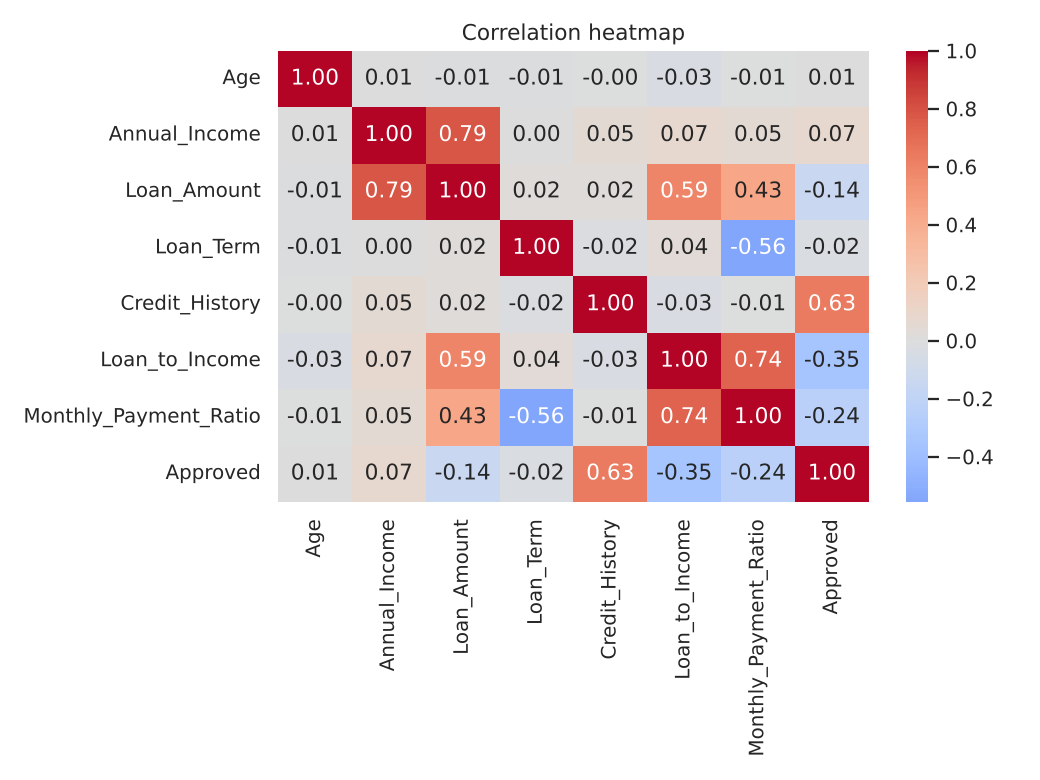 Correlation heatmap
Age 1.00 0.01 -0.01 -0.01 -0.00 -0.03 -0.01 0.01
Annual_Income 0.01 1.00 0.79 0.00 0.05 0.07 0.05 0.07
Loan_Amount -0.01 0.79 1.00 0.02 0.02 0.59 0.43 -0.14
Loan_Term -0.01 0.00 0.02 1.00 -0.02 0.04 -0.56 -0.02
Credit_History -0.00 0.05 0.02 -0.02 1.00 -0.03 -0.01 0.63
Loan_to_Income -0.03 0.07 0.59 0.04 -0.03 1.00 0.74 -0.35
Monthly_Payment_Ratio -0.01 0.05 0.43 -0.56 -0.01 0.74 1.00 -0.24
Approved 0.01 0.07 -0.14 -0.02 0.63 -0.35 -0.24 1.00
Age
Annual_Income
Loan_Amount
Loan_Term
Credit_History
Loan_to_Income
Monthly_Payment_Ratio
Approved
1.0
0.8
0.6
0.4
0.2
0.0
−0.2
−0.4